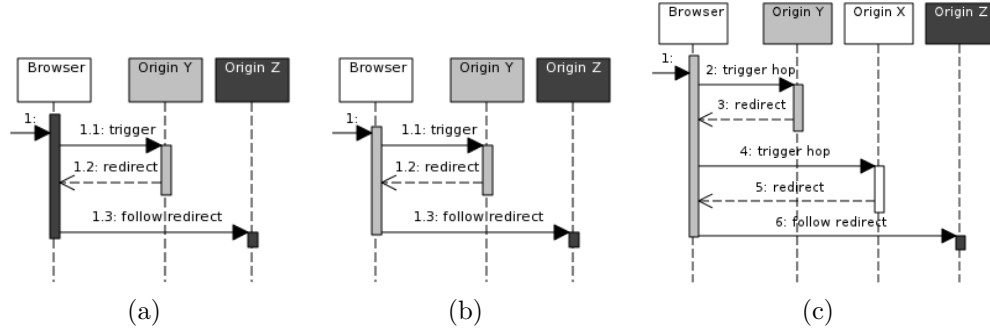 Browser
Origin Y
Origin Z
1:
1.1: trigger
1.2: redirect
1.3: follow redirect
(a)
Browser
Origin Y
Origin Z
1:
1.1: trigger
1.2: redirect
1.3: follow redirect
(b)
Browser
Origin Y
Origin X
Origin Z
1:
2: trigger hop
3: redirect
4: trigger hop
5: redirect
6: follow redirect
(c)